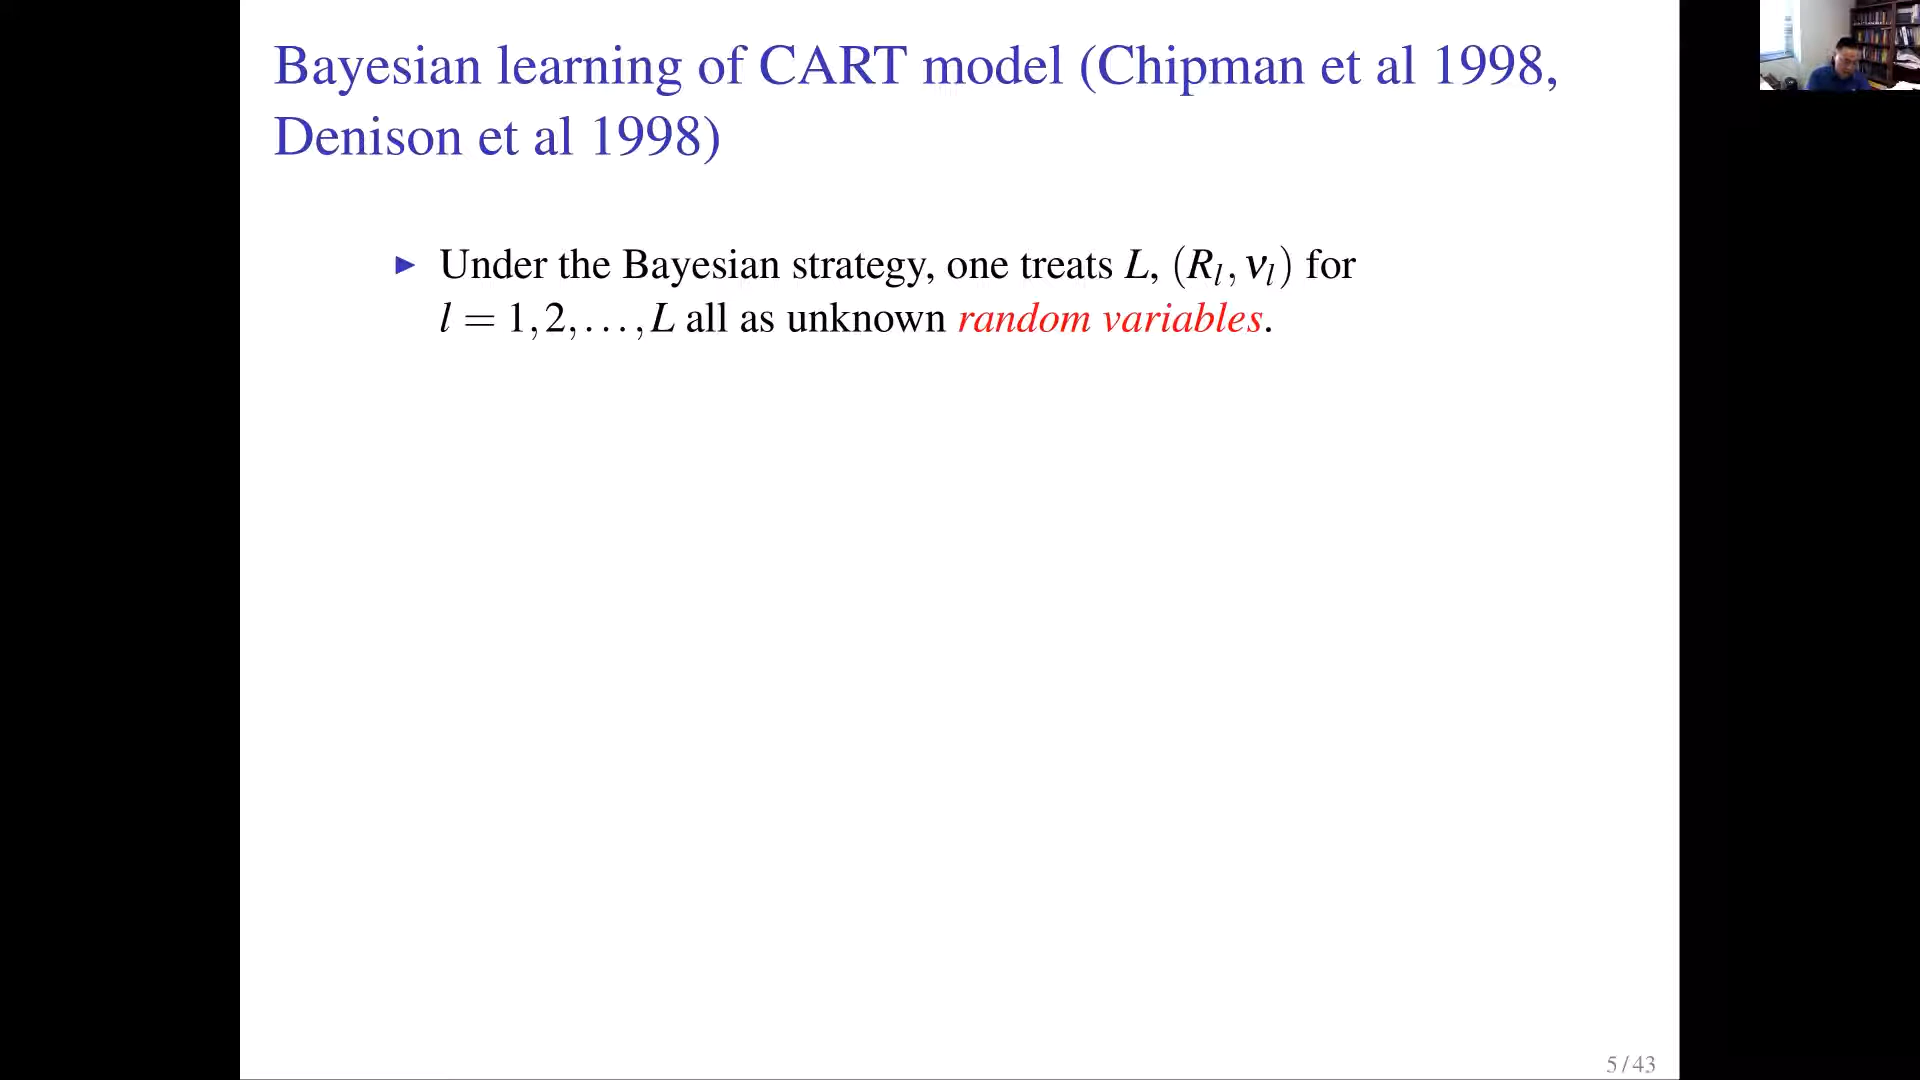 Bayesian learning of CART model (Chipman et al 1998,
Denison et al 1998)
▶ Under the Bayesian strategy, one treats L, (R_l, ν_l) for
l = 1,2,…,L all as unknown random variables.
5 / 43